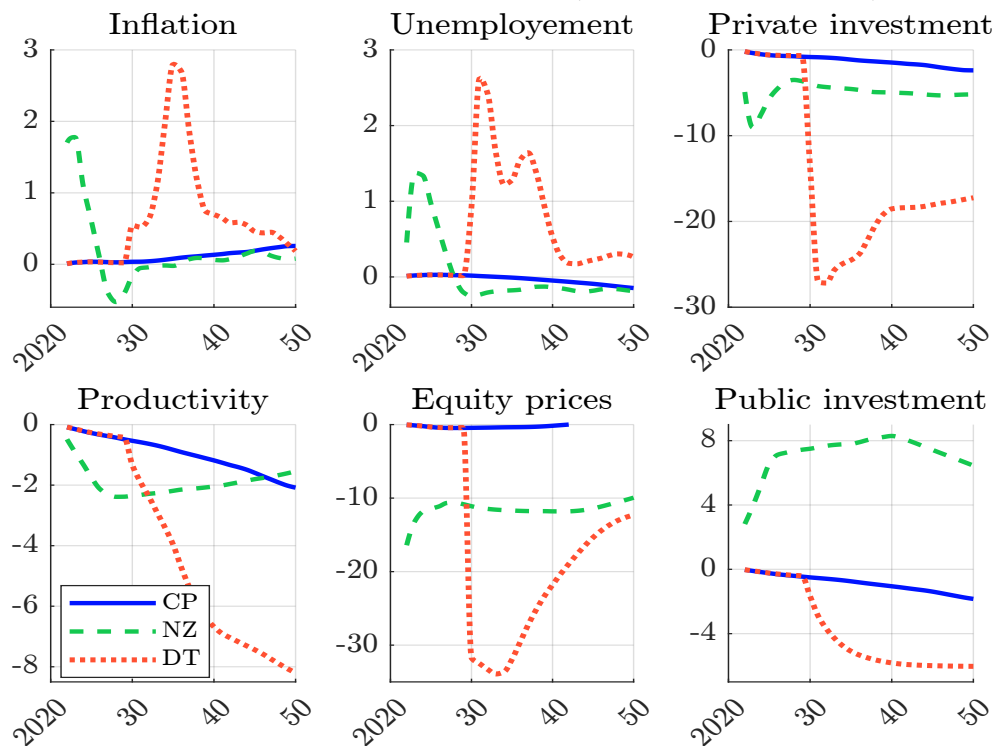 Inflation Unemployement Private investment
3 3 0
2 2 -10
1 1 -20
0 0 -30
2020 30 40 50 2020 30 40 50 2020 30 40 50
Productivity Equity prices Public investment
0 0 8
-2 -10 4
-4 -20 0
-6 -30 -4
-8
CP
NZ
DT
2020 30 40 50 2020 30 40 50 2020 30 40 50